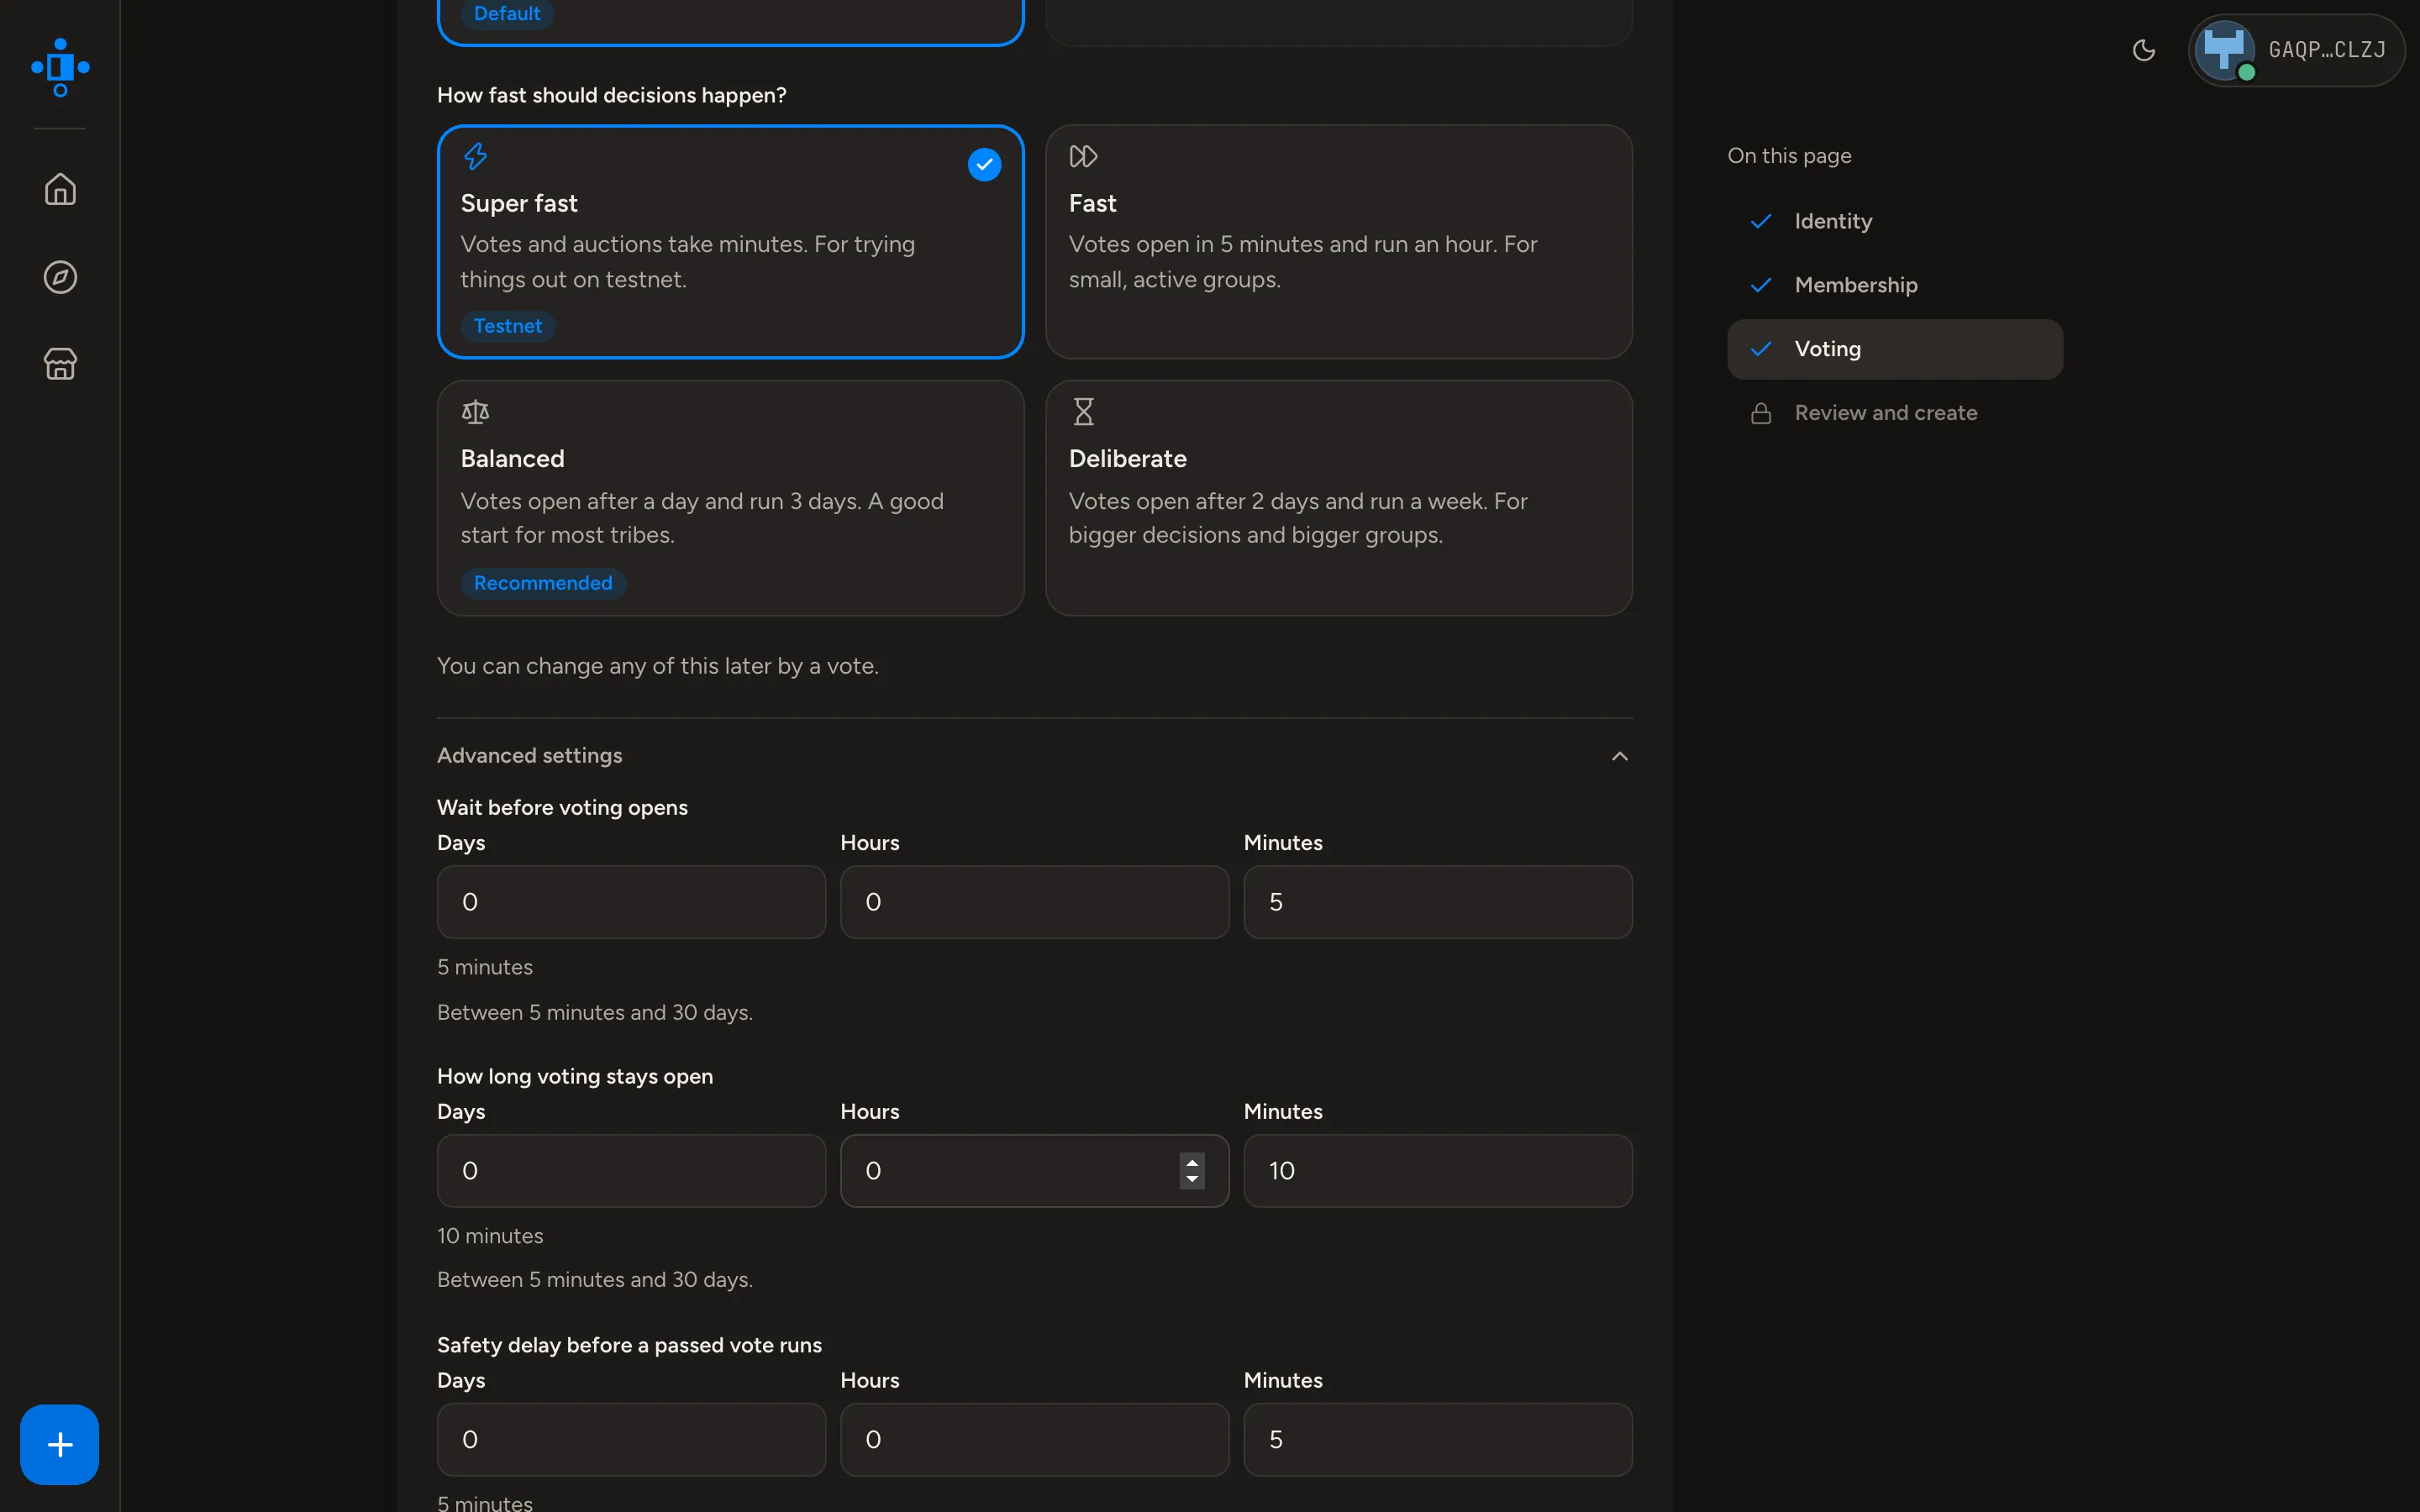 Default
GAQP...CLZJ
How fast should decisions happen?
Super fast
Votes and auctions take minutes. For trying
things out on testnet.
Testnet
Fast
Votes open in 5 minutes and run an hour. For
small, active groups.
Balanced
Votes open after a day and run 3 days. A good
start for most tribes.
Recommended
Deliberate
Votes open after 2 days and run a week. For
bigger decisions and bigger groups.
You can change any of this later by a vote.
Advanced settings
Wait before voting opens
Days
Hours
Minutes
0
0
5
5 minutes
Between 5 minutes and 30 days.
How long voting stays open
Days
Hours
Minutes
0
0
10
10 minutes
Between 5 minutes and 30 days.
Safety delay before a passed vote runs
Days
Hours
Minutes
0
0
5
5 minutes
On this page
Identity
Membership
Voting
Review and create